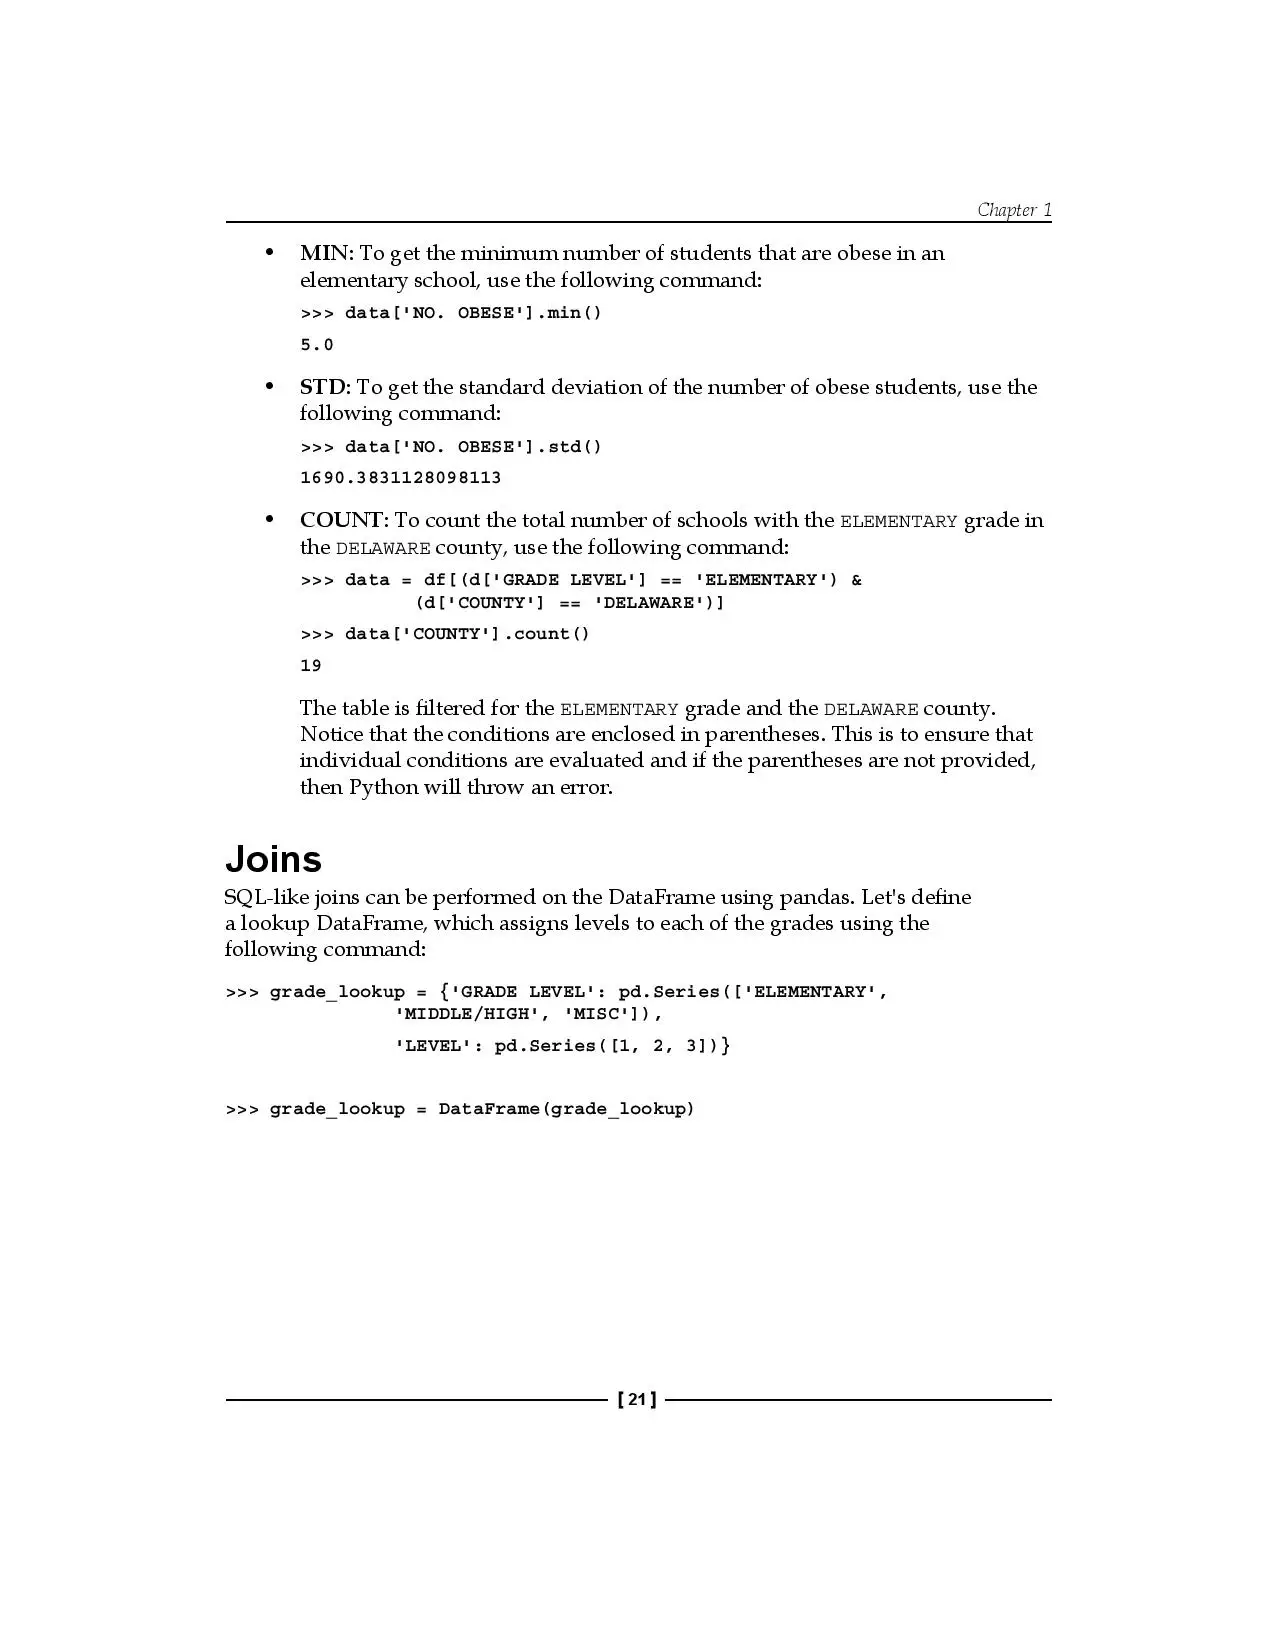 Chapter 1
• MIN: To get the minimum number of students that are obese in an
elementary school, use the following command:
>>> data['NO. OBESE'].min()
5.0
• STD: To get the standard deviation of the number of obese students, use the
following command:
>>> data['NO. OBESE'].std()
1690.3831128098113
• COUNT: To count the total number of schools with the ELEMENTARY grade in
the DELAWARE county, use the following command:
>>> data = df[(d['GRADE LEVEL'] == 'ELEMENTARY') &
(d['COUNTY'] == 'DELAWARE')]
>>> data['COUNTY'].count()
19
The table is filtered for the ELEMENTARY grade and the DELAWARE county.
Notice that the conditions are enclosed in parentheses. This is to ensure that
individual conditions are evaluated and if the parentheses are not provided,
then Python will throw an error.
Joins
SQL-like joins can be performed on the DataFrame using pandas. Let's define
a lookup DataFrame, which assigns levels to each of the grades using the
following command:
>>> grade_lookup = {'GRADE LEVEL': pd.Series(['ELEMENTARY',
'MIDDLE/HIGH', 'MISC']),
'LEVEL': pd.Series([1, 2, 3])}
>>> grade_lookup = DataFrame(grade_lookup)
[ 21 ]